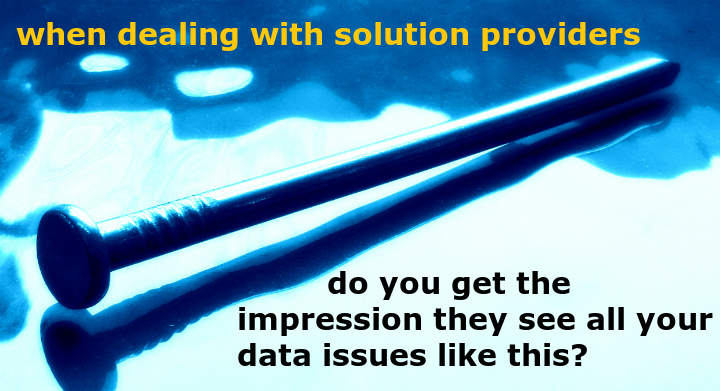 when dealing with solution providers
do you get the
impression they see all your
data issues like this?